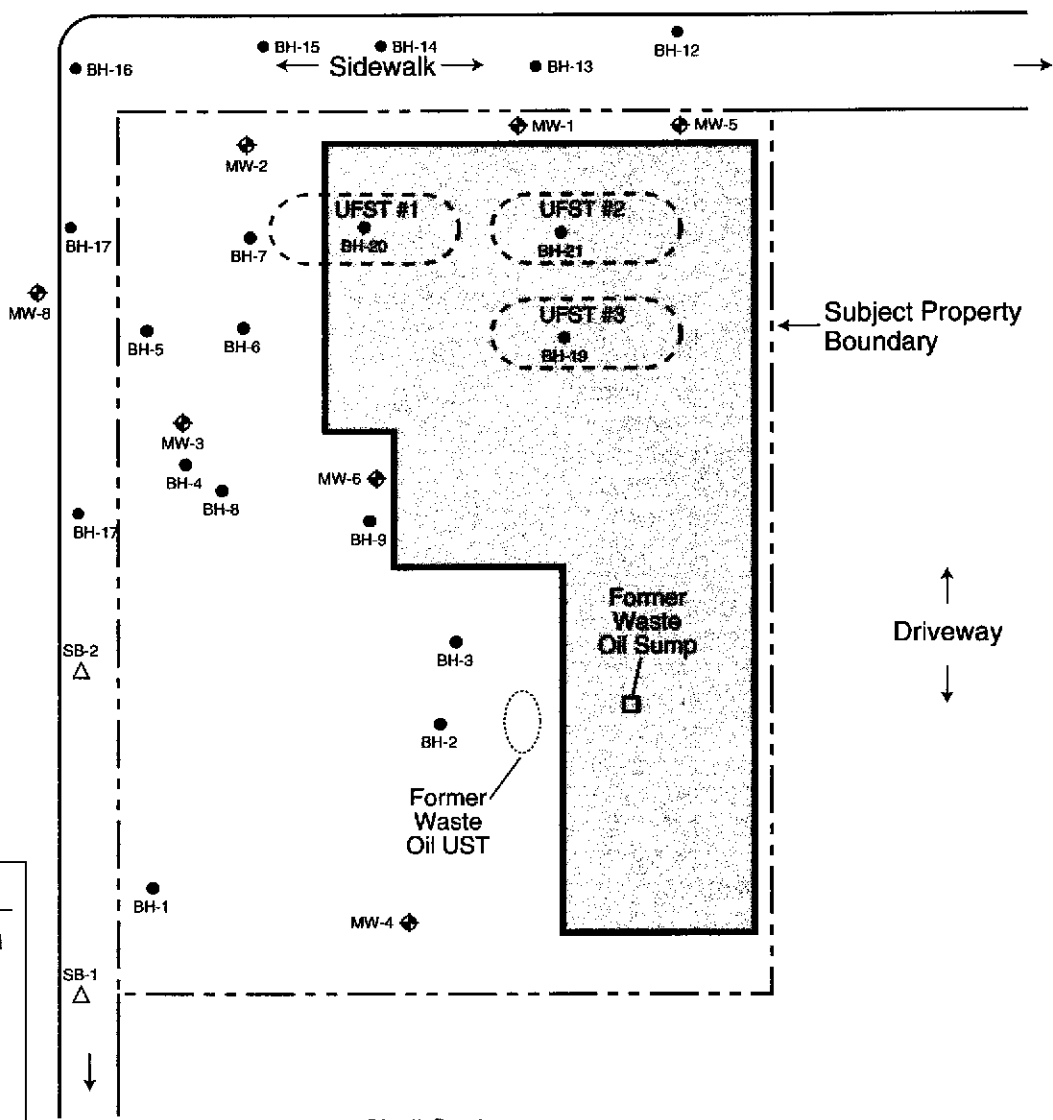 BH-15
BH-14
BH-12
BH-16
Sidewalk
BH-13
MW-1
MW-5
MW-2
UFST #1
UFST #2
BH-17
BH-7
BH-20
BH-21
MW-8
UFST #3
Subject Property
Boundary
BH-5
BH-6
BH-19
MW-3
BH-4
MW-6
BH-8
BH-17
BH-9
Former
Waste
Oil Sump
Driveway
SB-2
BH-3
BH-2
Former
Waste
Oil UST
BH-1
MW-4
SB-1